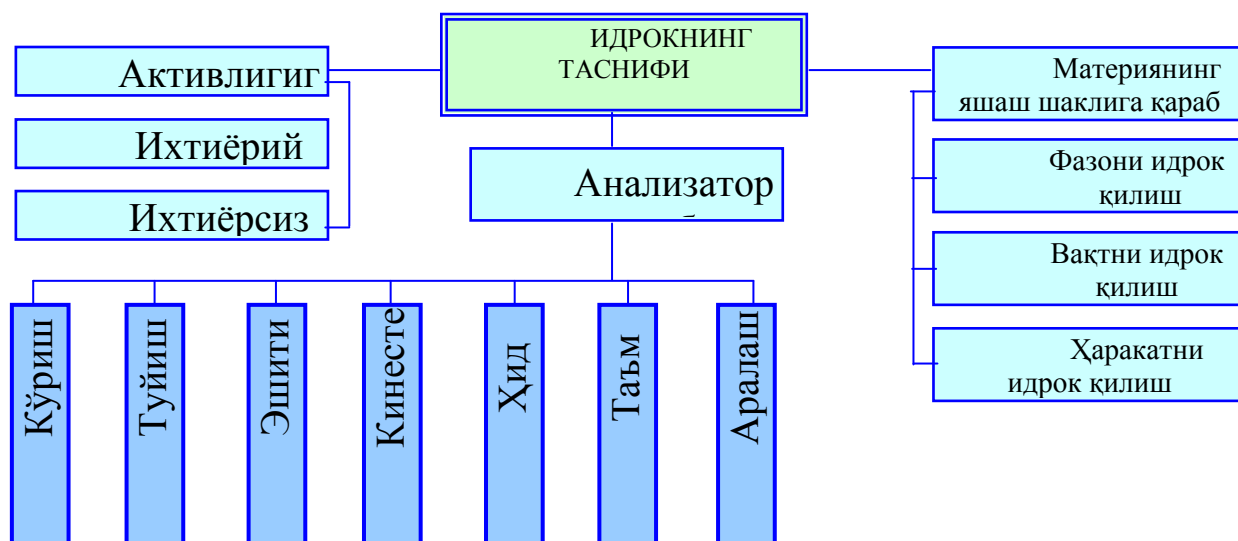 ИДРОКНИНГ
ТАСНИФИ
Активлигиг
Ихтиёрий
Ихтиёрсиз
Анализатор
Материянинг
яшаш шаклига қараб
Фазони идрок
қилиш
Вақтни идрок
қилиш
Ҳаракатни
идрок қилиш
Кўриш
Туйиш
Эшити
Кинесте
Ҳид
Таъм
Аралаш